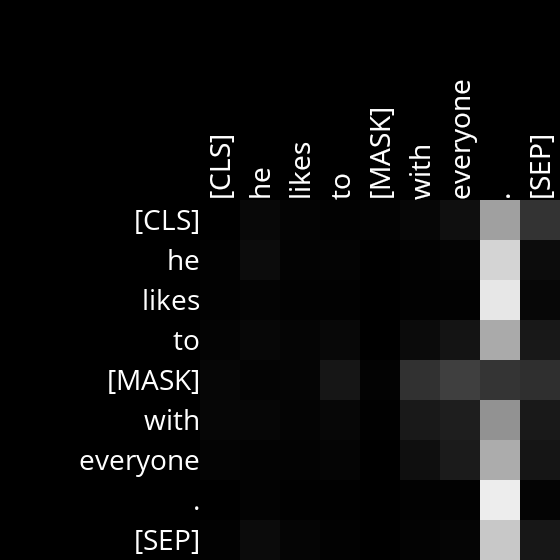 [CLS] he likes to [MASK] with everyone . [SEP]
[CLS]
he
likes
to
[MASK]
with
everyone
.
[SEP]